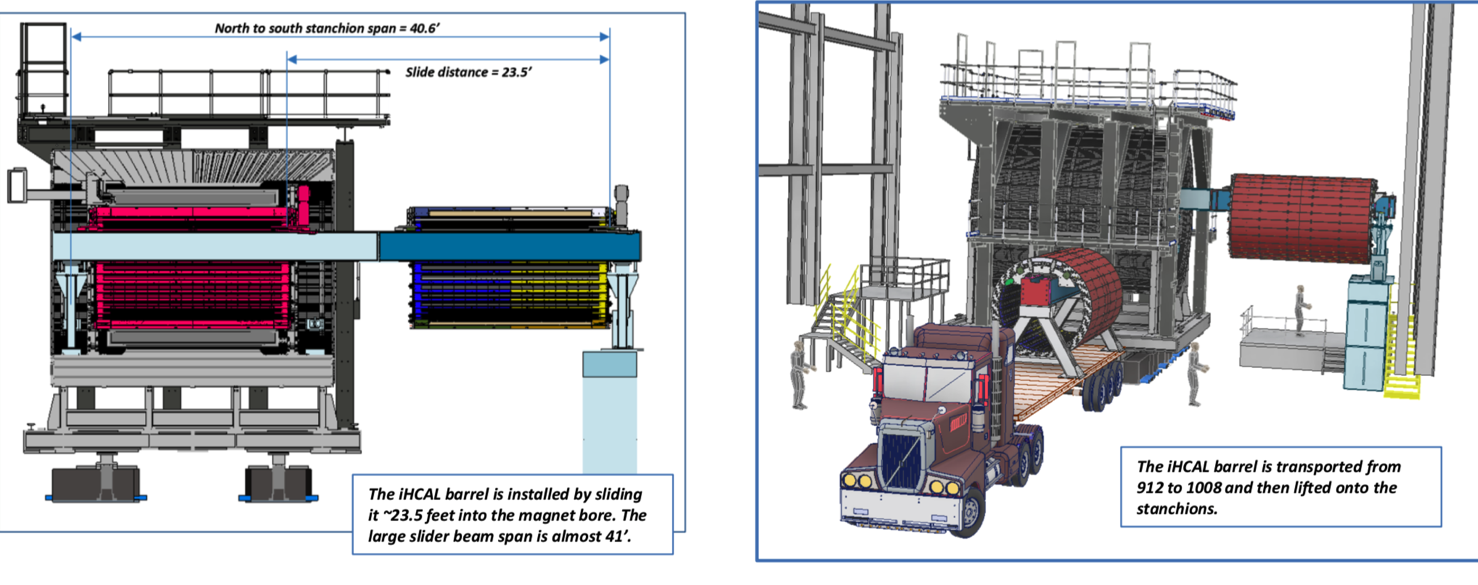 North to south stanchion span = 40.6’
Slide distance = 23.5’
The iHCAL barrel is installed by sliding
it ~23.5 feet into the magnet bore. The
large slider beam span is almost 41’.
The iHCAL barrel is transported from
912 to 1008 and then lifted onto the
stanchions.